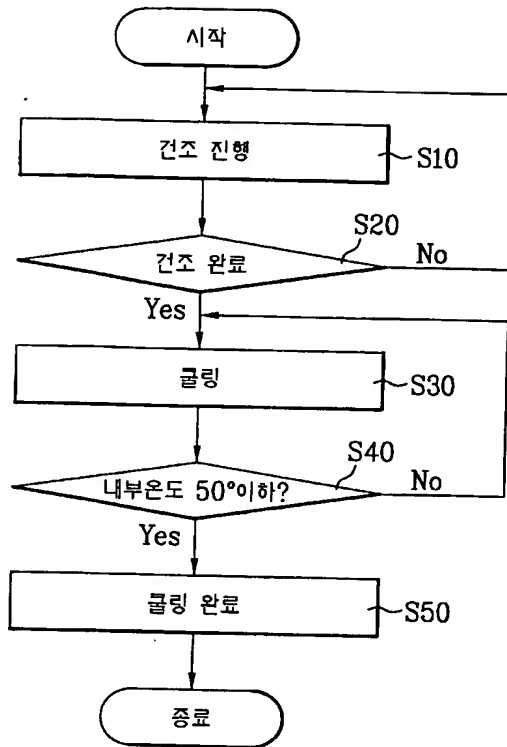 시작
건조 진행
S10
S20
건조 완료
No
Yes
쿨링
S30
S40
내부온도 50°이하?
No
Yes
쿨링 완료
S50
종료